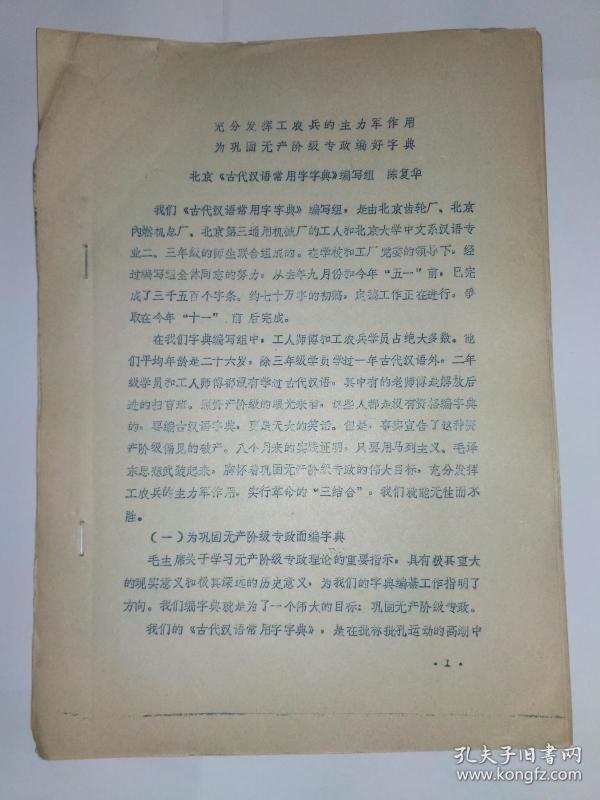 充分发挥工农兵的主力军作用
为巩固无产阶级专政编好字典
北京《古代汉语常用字字典》编写组 陈复华
我们《古代汉语常用字字典》编写组，是由北京齿轮厂、北京
内燃机总厂、北京第三通用机械厂的工人和北京大学中文系汉语专
业二、三年级的师生联合组成的。在学校和工厂党委的领导下，经
过编写组全体同志的努力，从去年九月份和今年“五一”前，已完
成了三千五百个字条、约七十万字的初稿，定稿工作正在进行。争
取在今年“十一”前后完成。
在我们字典编写组中，工人师傅和工农兵学员占绝大多数。他
们平均年龄是二十六岁，除三年级学员学过一年古代汉语外。二年
级学员和工人师傅都没有学过古代汉语。其中有的老师傅是解放后
进的扫盲班。照资产阶级的眼光来看，这些人都是没有资格编字典
的。要编古汉语字典，更是天大的笑话。但是，事实宣告了这种资
产阶级偏见的破产。八个月来的实践证明，只要用马列主义、毛泽
东思想武装起来，胸怀着巩固无产阶级专政的伟大目标，充分发挥
工农兵的主力军作用，实行革命的“三结合”。我们就能无往而不
胜。
（一）为巩固无产阶级专政而编字典
毛主席关于学习无产阶级专政理论的重要指示，具有极其重大
的现实意义和极其深远的历史意义，为我们的字典编纂工作指明了
方向。我们编字典就是为了一个伟大的目标：巩固无产阶级专政。
我们的《古代汉语常用字字典》，是在批林批孔运动的高潮中
·1·
孔夫子旧书网
www.kongfz.com